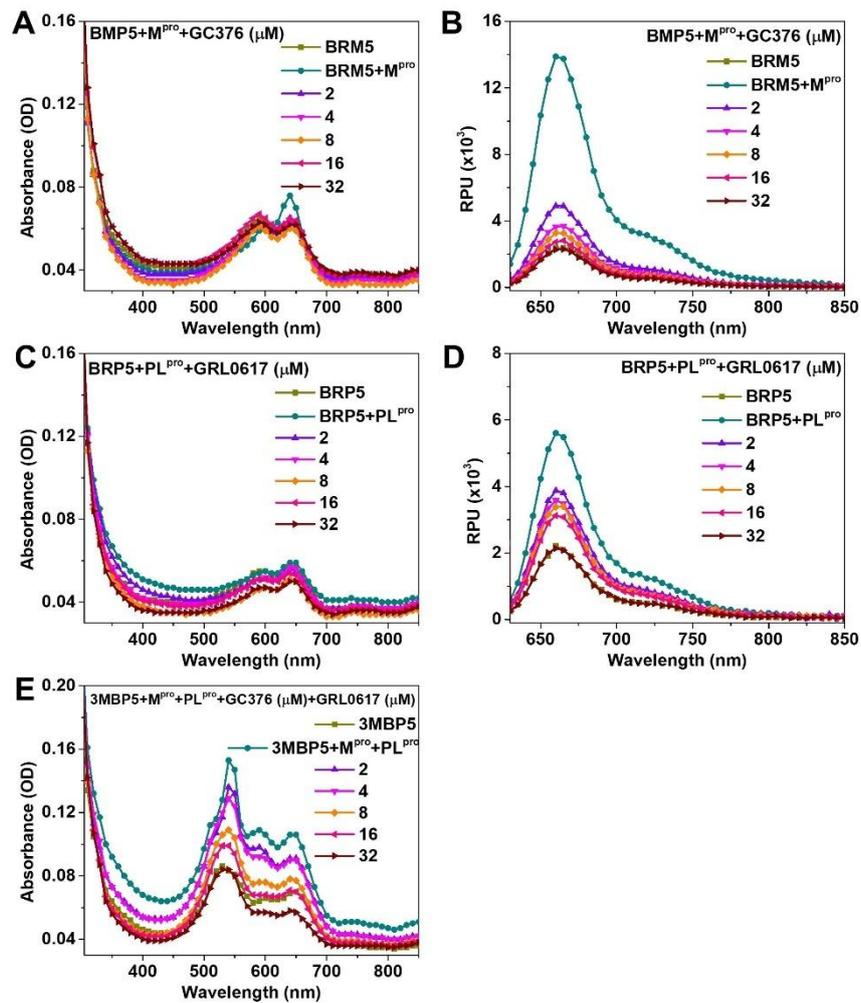 A
BMP5+Mpro+GC376 (μM)
BRM5
BRM5+Mpro
2
4
8
16
32
0.16
0.12
0.08
0.04
Absorbance (OD)
400 500 600 700 800
Wavelength (nm)
B
BMP5+Mpro+GC376 (μM)
BRM5
BRM5+Mpro
2
4
8
16
32
16
12
8
4
0
RPU (x10³)
650 700 750 800 850
Wavelength (nm)
C
BRP5+PLpro+GRL0617 (μM)
BRP5
BRP5+PLpro
2
4
8
16
32
0.16
0.12
0.08
0.04
Absorbance (OD)
400 500 600 700 800
Wavelength (nm)
D
BRP5+PLpro+GRL0617 (μM)
BRP5
BRP5+PLpro
2
4
8
16
32
8
6
4
2
0
RPU (x10³)
650 700 750 800 850
Wavelength (nm)
E
3MBP5+Mpro+PLpro+GC376 (μM)+GRL0617 (μM)
3MBP5
3MBP5+Mpro+PLpro
2
4
8
16
32
0.20
0.16
0.12
0.08
0.04
Absorbance (OD)
400 500 600 700 800
Wavelength (nm)